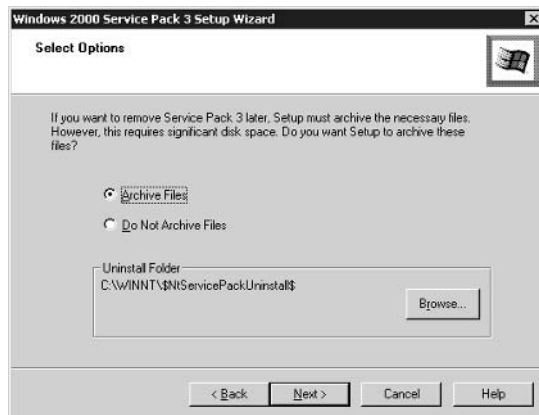 Windows 2000 Service Pack 3 Setup Wizard
Select Options
If you want to remove Service Pack 3 later, Setup must archive the necessary files.
However, this requires significant disk space. Do you want Setup to archive these
files?
Archive Files
Do Not Archive Files
Uninstall Folder
C:\WINNT\$NtServicePackUninstall$
Browse...
< Back Next > Cancel Help